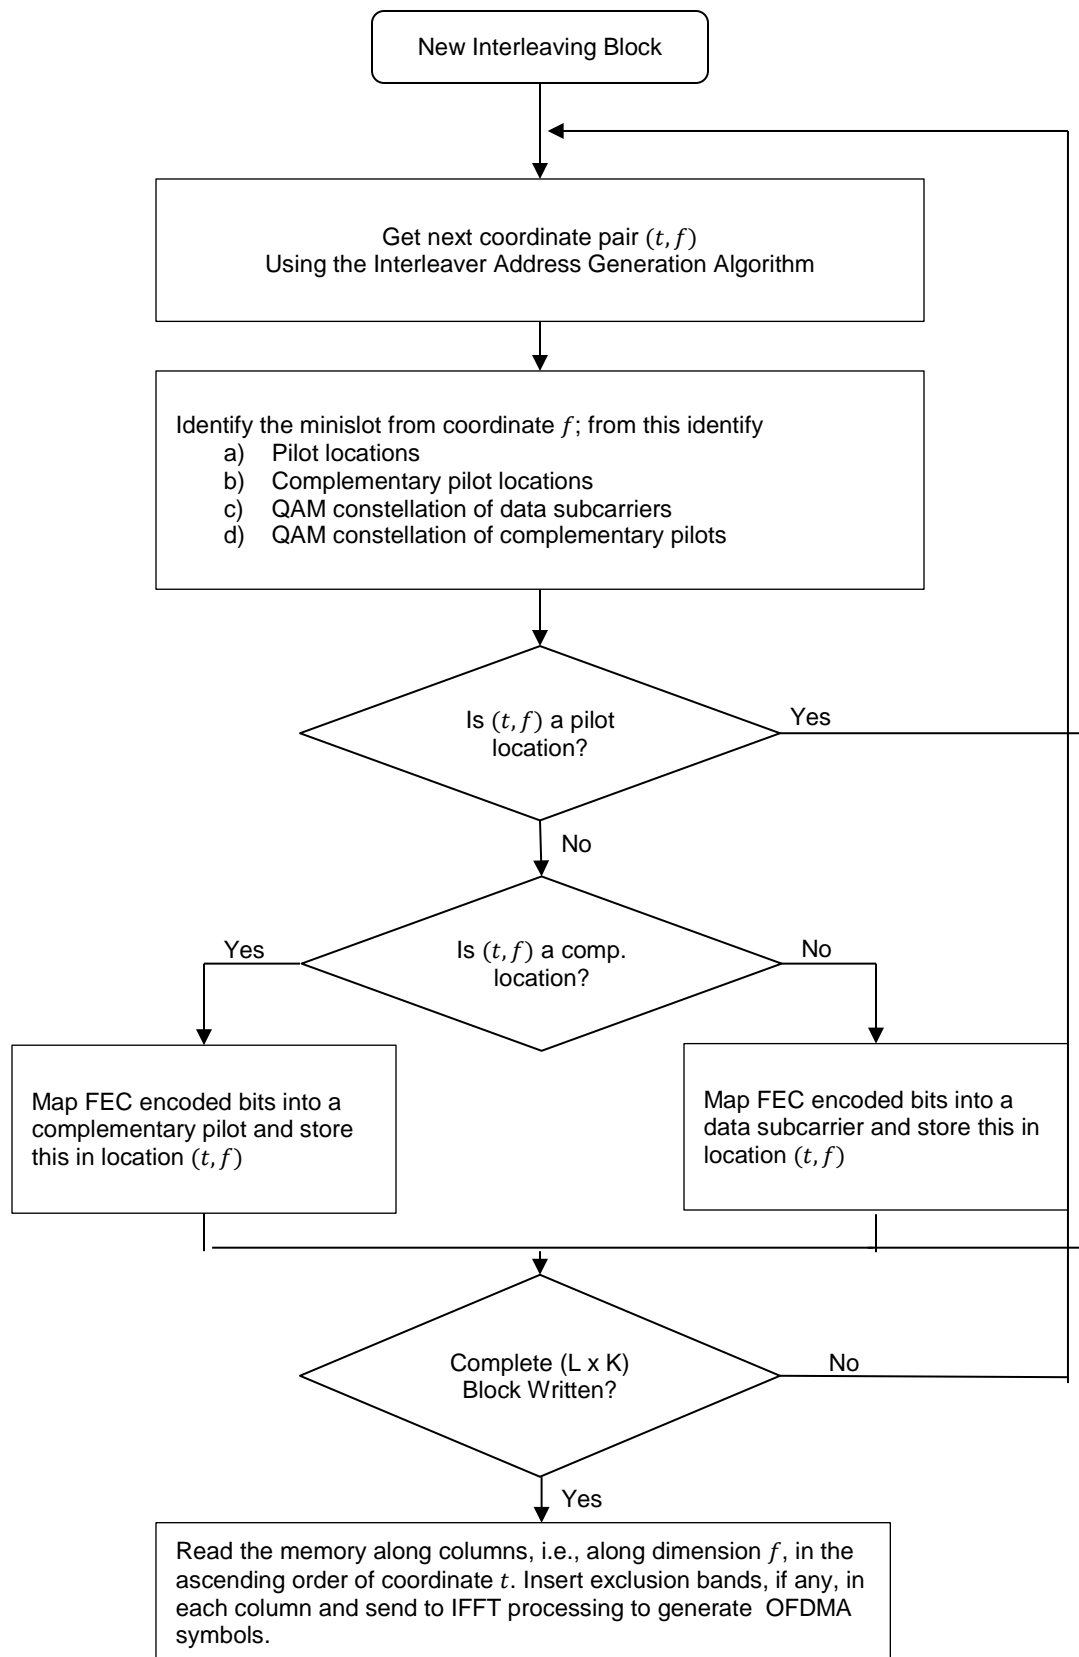 New Interleaving Block
Get next coordinate pair (t, f)
Using the Interleaver Address Generation Algorithm
Identify the minislot from coordinate f; from this identify
a) Pilot locations
b) Complementary pilot locations
c) QAM constellation of data subcarriers
d) QAM constellation of complementary pilots
Is (t, f) a pilot
location?
Yes
No
Is (t, f) a comp.
location?
Yes
No
Map FEC encoded bits into a
complementary pilot and store
this in location (t, f)
Map FEC encoded bits into a
data subcarrier and store this in
location (t, f)
Complete (L x K)
Block Written?
No
Yes
Read the memory along columns, i.e., along dimension f, in the
ascending order of coordinate t. Insert exclusion bands, if any, in
each column and send to IFFT processing to generate OFDMA
symbols.